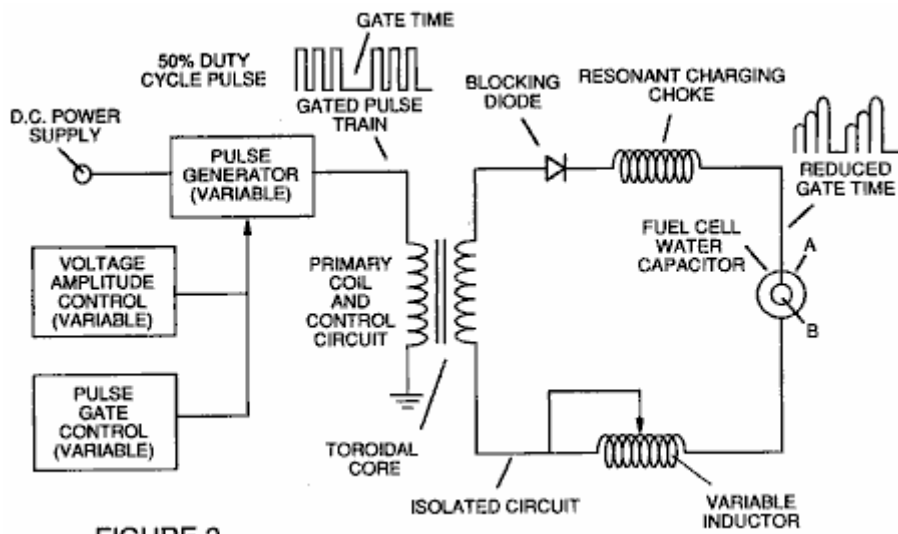 GATE TIME
50% DUTY
CYCLE PULSE
GATED PULSE
TRAIN
D.C. POWER
SUPPLY
PULSE
GENERATOR
(VARIABLE)
BLOCKING
DIODE
RESONANT CHARGING
CHOKE
REDUCED
GATE TIME
VOLTAGE
AMPLITUDE
CONTROL
(VARIABLE)
PRIMARY
COIL
AND
CONTROL
CIRCUIT
FUEL CELL
WATER
CAPACITOR
A
B
PULSE
GATE
CONTROL
(VARIABLE)
TOROIDAL
CORE
ISOLATED CIRCUIT
VARIABLE
INDUCTOR